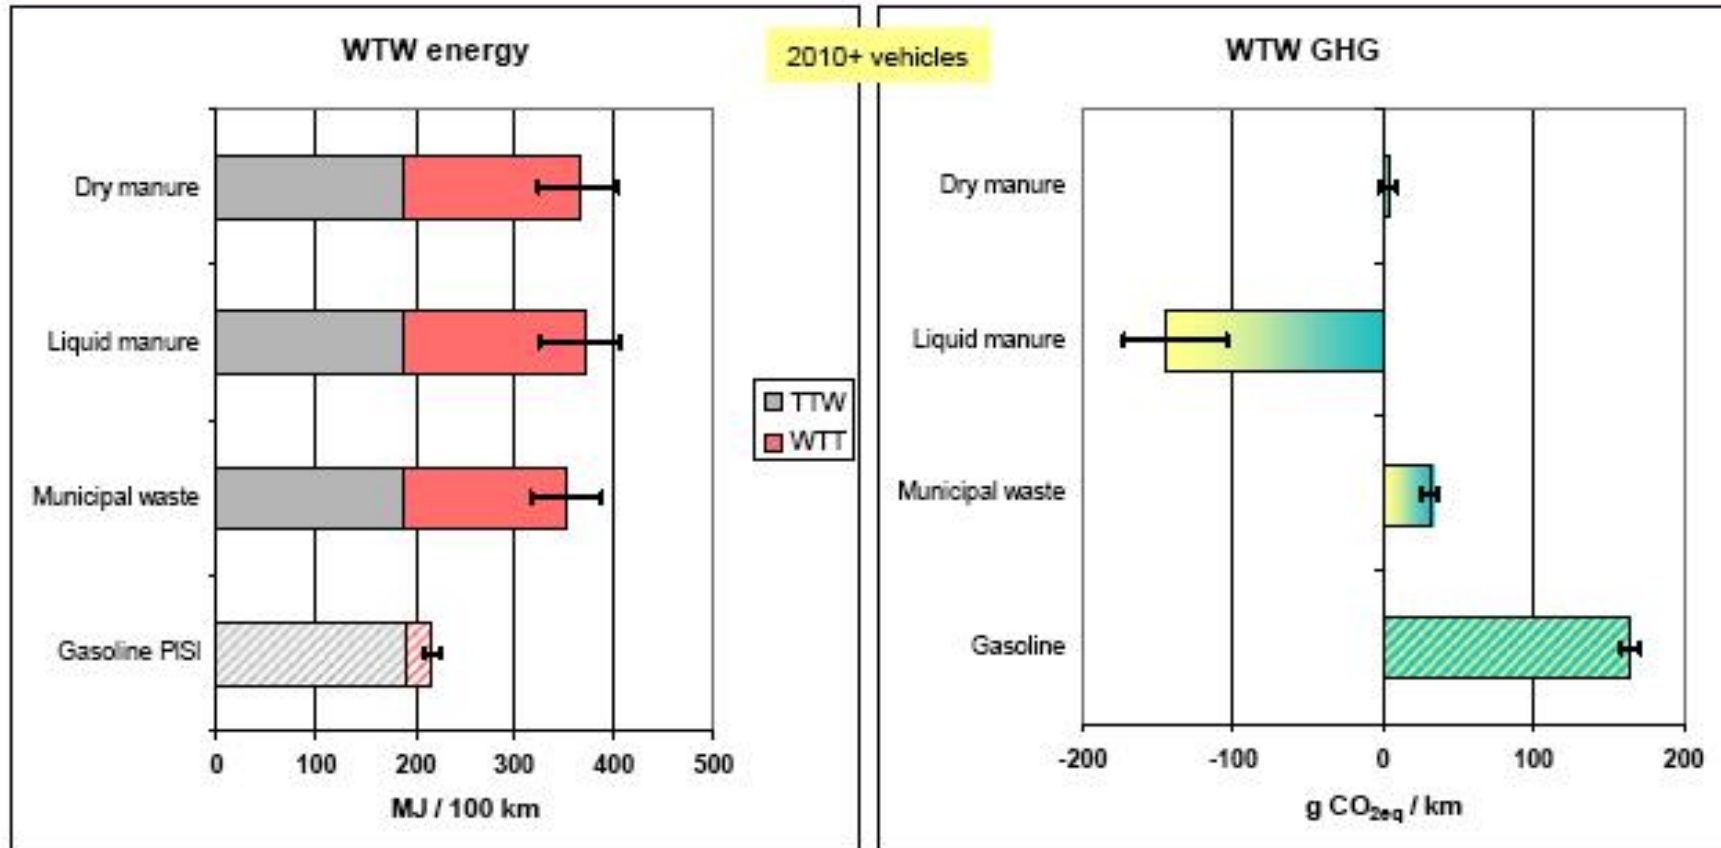 WTW energy
2010+ vehicles
WTW GHG
Dry manure
Liquid manure
Municipal waste
Gasoline PISI
0 100 200 300 400 500
MJ / 100 km
TTW
WTT
Dry manure
Liquid manure
Municipal waste
Gasoline
-200 -100 0 100 200
g CO2eq / km